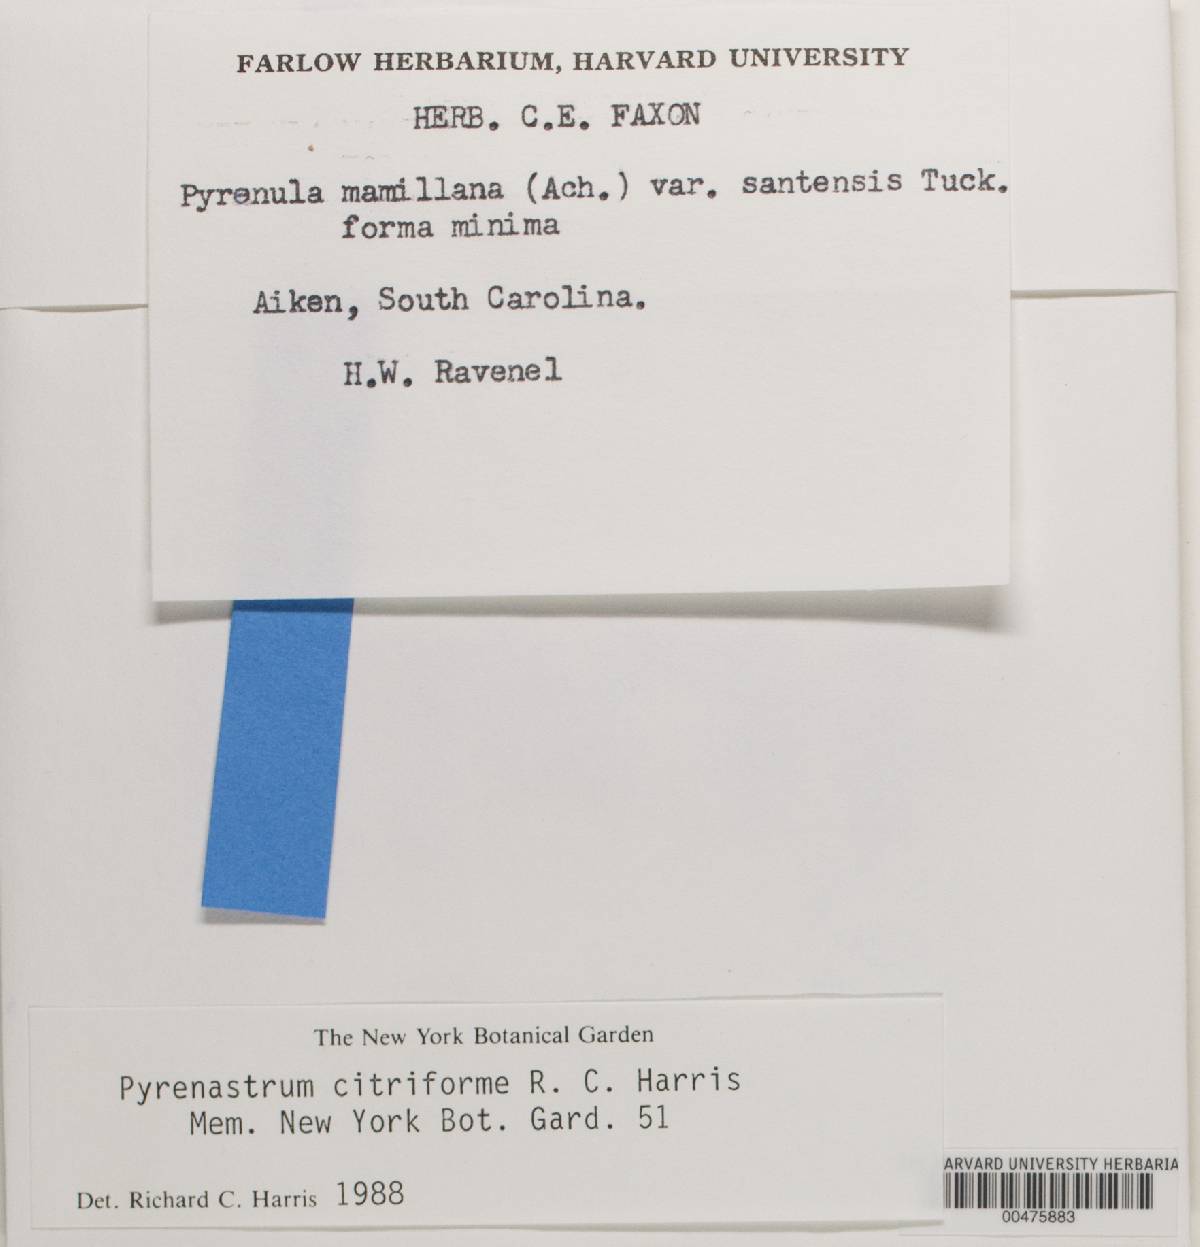 FARLOW HERBARIUM, HARVARD UNIVERSITY
HERB. C.E. FAXON
Pyrenula mamillana (Ach.) var. santensis Tuck.
forma minima
Aiken, South Carolina.
H.W. Ravenel
The New York Botanical Garden
Pyrenastrum citriforme R. C. Harris
Mem. New York Bot. Gard. 51
Det. Richard C. Harris 1988
ARVARD UNIVERSITY HERBARIA
00475883